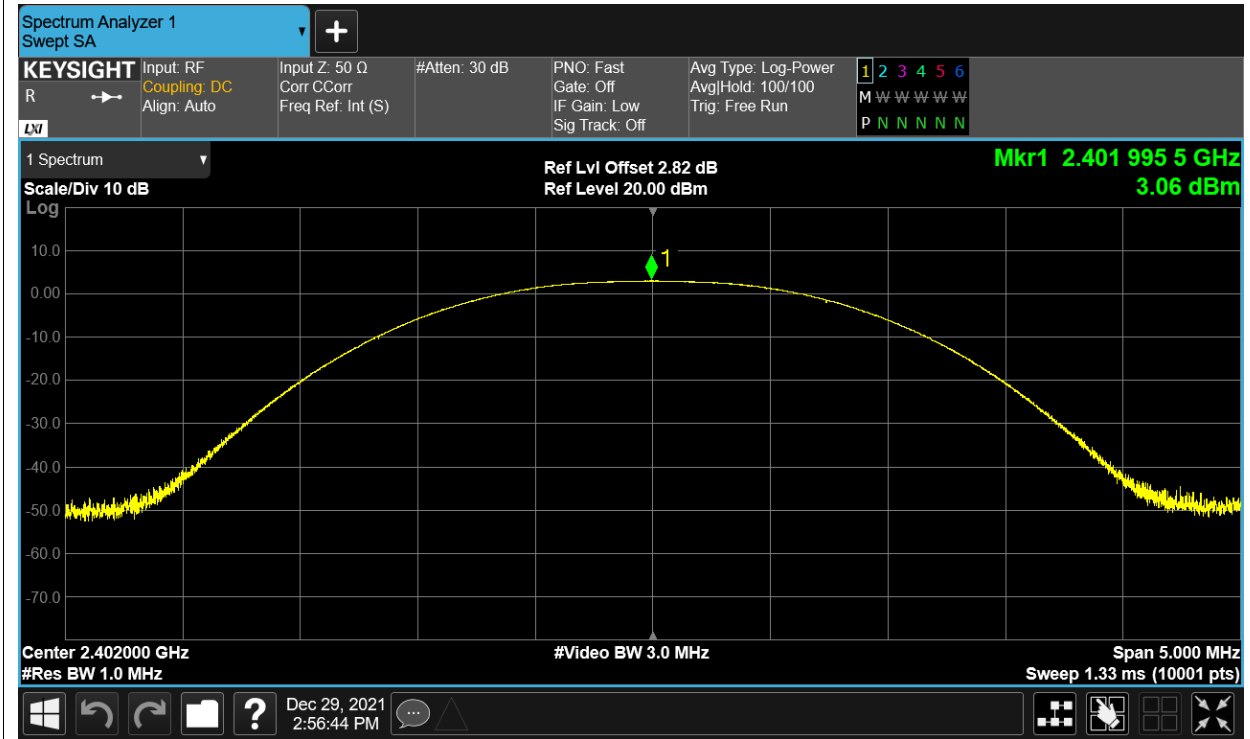 Spectrum Analyzer 1
Swept SA
KEYSIGHT
R
LXI
Input: RF
Coupling: DC
Align: Auto
Input Z: 50 Ω
Corr CCorr
Freq Ref: Int (S)
#Atten: 30 dB
PNO: Fast
Gate: Off
IF Gain: Low
Sig Track: Off
Avg Type: Log-Power
Avg|Hold: 100/100
Trig: Free Run
1 2 3 4 5 6
M W W W W W
P N N N N N
1 Spectrum
Scale/Div 10 dB
Log
Ref Lvl Offset 2.82 dB
Ref Level 20.00 dBm
Mkr1 2.401 995 5 GHz
3.06 dBm
1
10.0
0.00
-10.0
-20.0
-30.0
-40.0
-50.0
-60.0
-70.0
Center 2.402000 GHz
#Video BW 3.0 MHz
Span 5.000 MHz
#Res BW 1.0 MHz
Sweep 1.33 ms (10001 pts)
?
Dec 29, 2021
2:56:44 PM